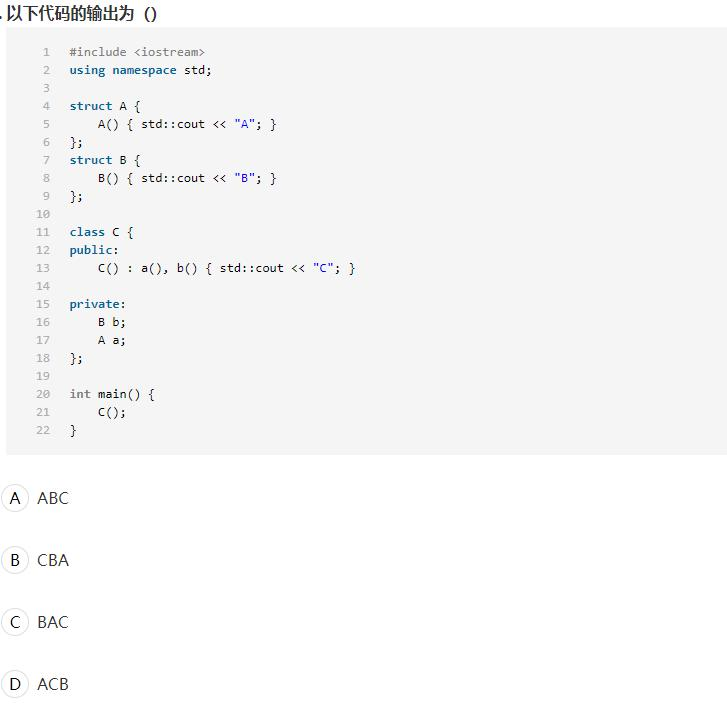 .以下代码的输出为（）
1 #include <iostream>
2 using namespace std;
3
4 struct A {
5     A() { std::cout << "A"; }
6 };
7 struct B {
8     B() { std::cout << "B"; }
9 };
10
11 class C {
12 public:
13     C() : a(), b() { std::cout << "C"; }
14
15 private:
16     B b;
17     A a;
18 };
19
20 int main() {
21     C();
22 }
A ABC
B CBA
C BAC
D ACB